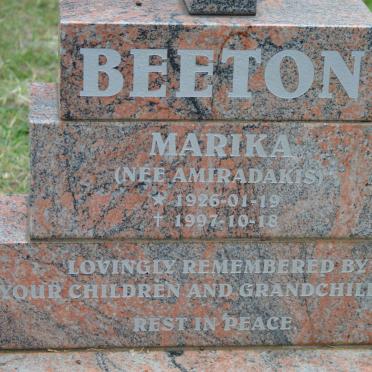 BEETON
MARIKA
(NEE AMIRADAKIS)
★ 1926-01-19
† 1997-10-18
LOVINGLY REMEMBERED BY
YOUR CHILDREN AND GRANDCHIL
REST IN PEACE